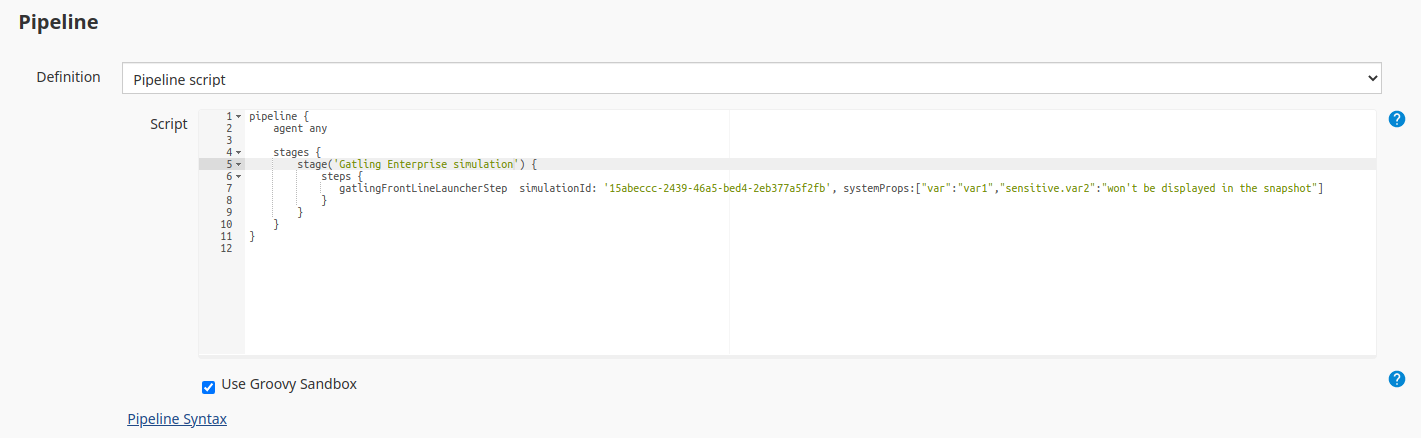 Pipeline
Definition
Pipeline script
Script
1 pipeline {
2     agent any
3
4     stages {
5         stage('Gatling Enterprise simulation') {
6             steps {
7                gatlingFrontLineLauncherStep  simulationId: '15abeccc-2439-46a5-bed4-2eb377a5f2fb', systemProps:["var":"var1","sensitive.var2":"won't be displayed in the snapshot"]
8             }
9         }
10     }
11 }
12
?
Use Groovy Sandbox
?
Pipeline Syntax